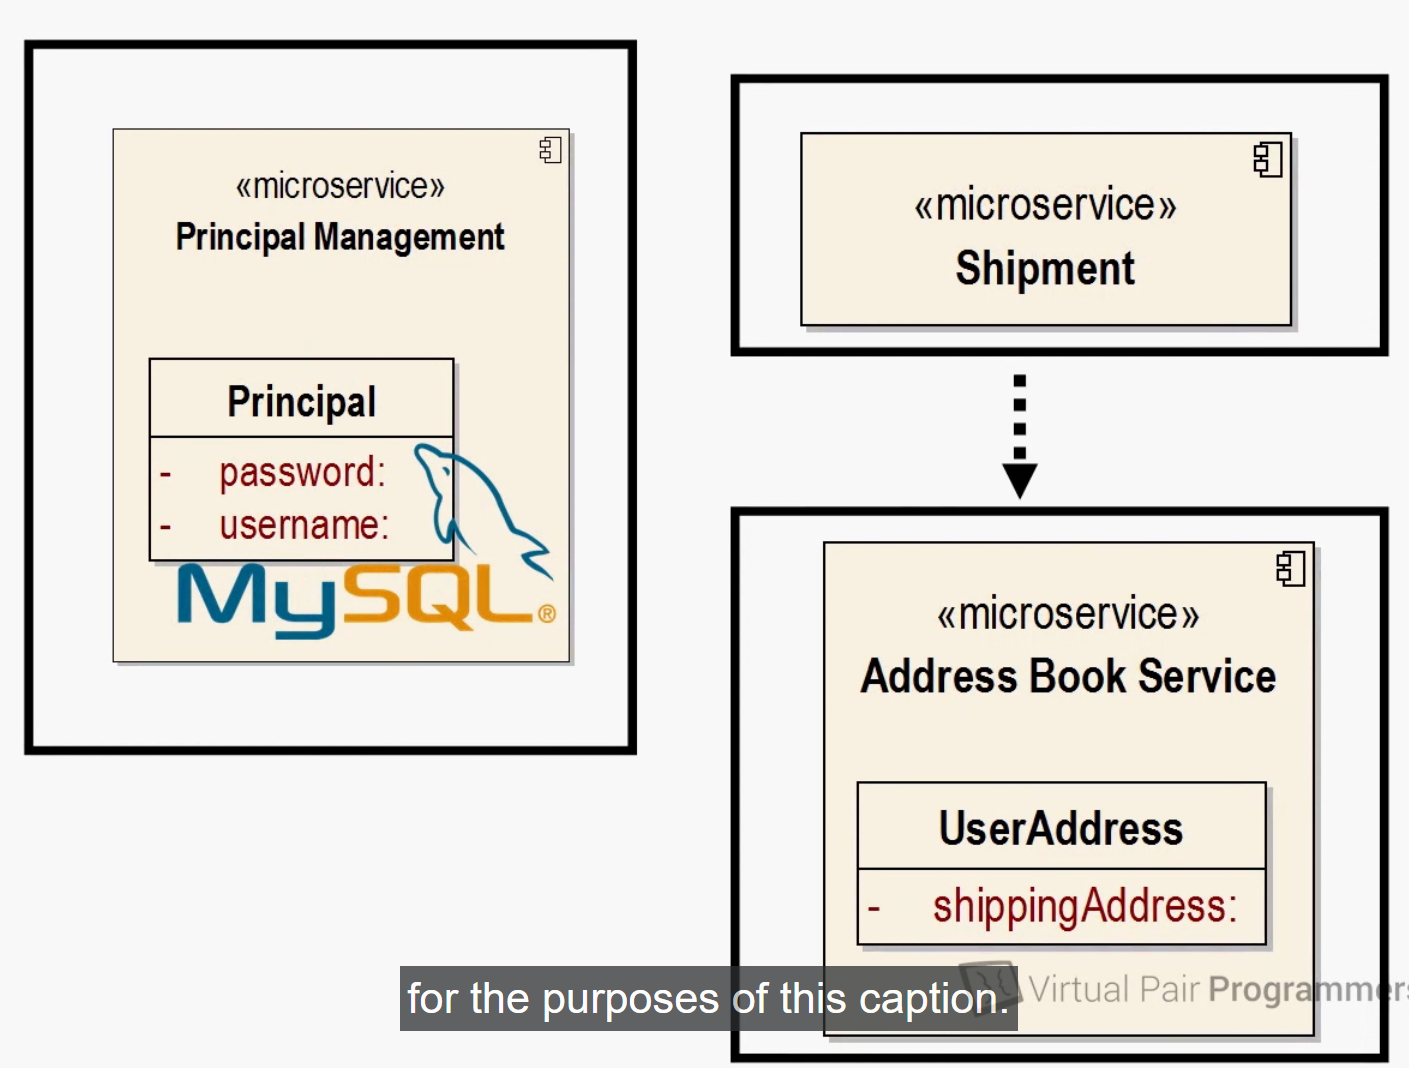 «microservice»
Principal Management
Principal
- password:
- username:
MySQL®
«microservice»
Shipment
«microservice»
Address Book Service
UserAddress
- shippingAddress:
Virtual Pair Programmers
for the purposes of this caption.